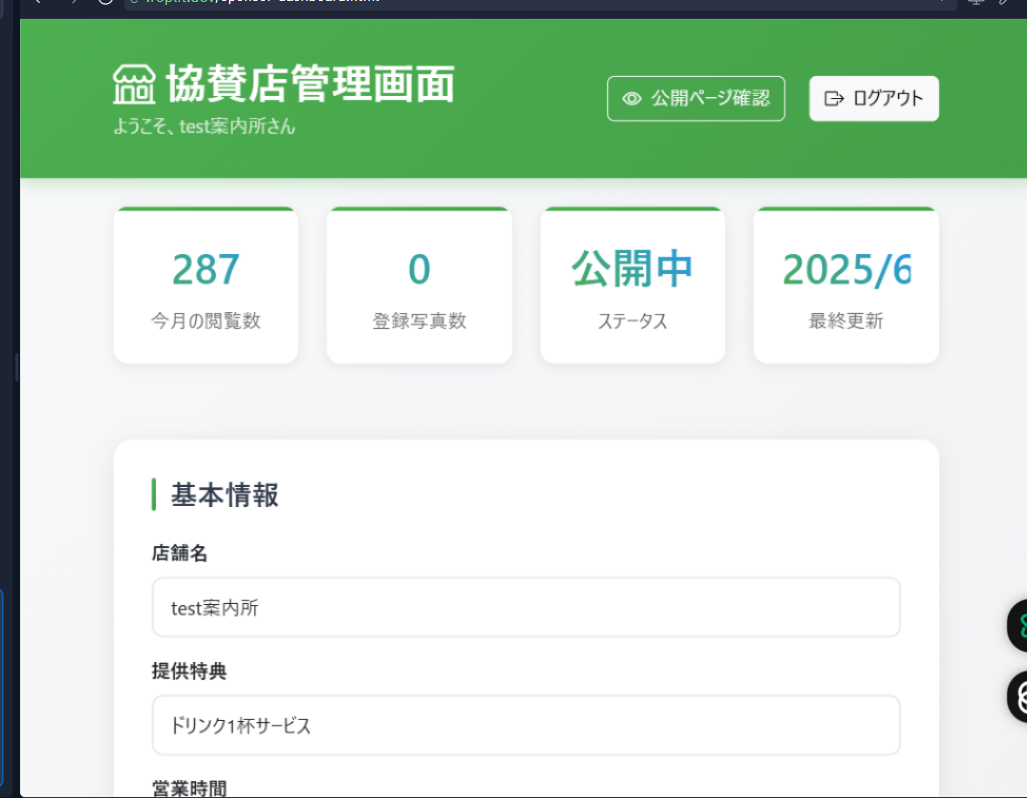 協賛店管理画面
ようこそ、test案内所さん
公開ページ確認
ログアウト
287
今月の閲覧数
0
登録写真数
公開中
ステータス
2025/6
最終更新
基本情報
店舗名
test案内所
提供特典
ドリンク1杯サービス
営業時間